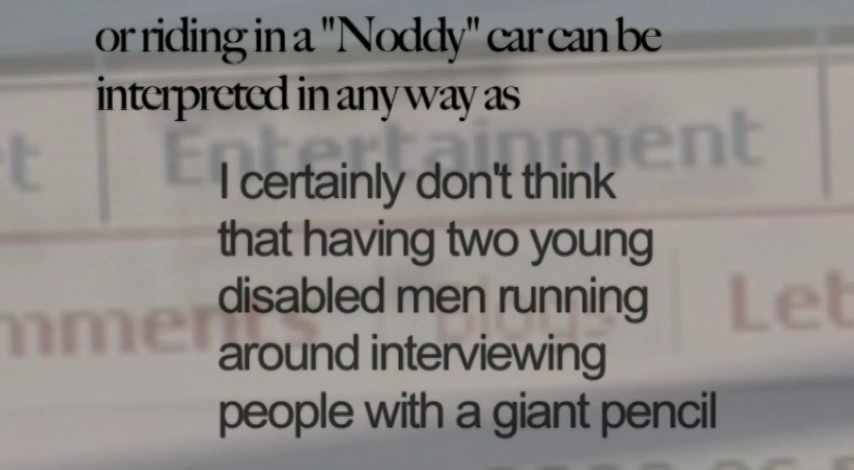 or riding in a "Noddy" car can be
interpreted in any way as
Entertainment
I certainly don't think
that having two young
disabled men running
around interviewing
people with a giant pencil